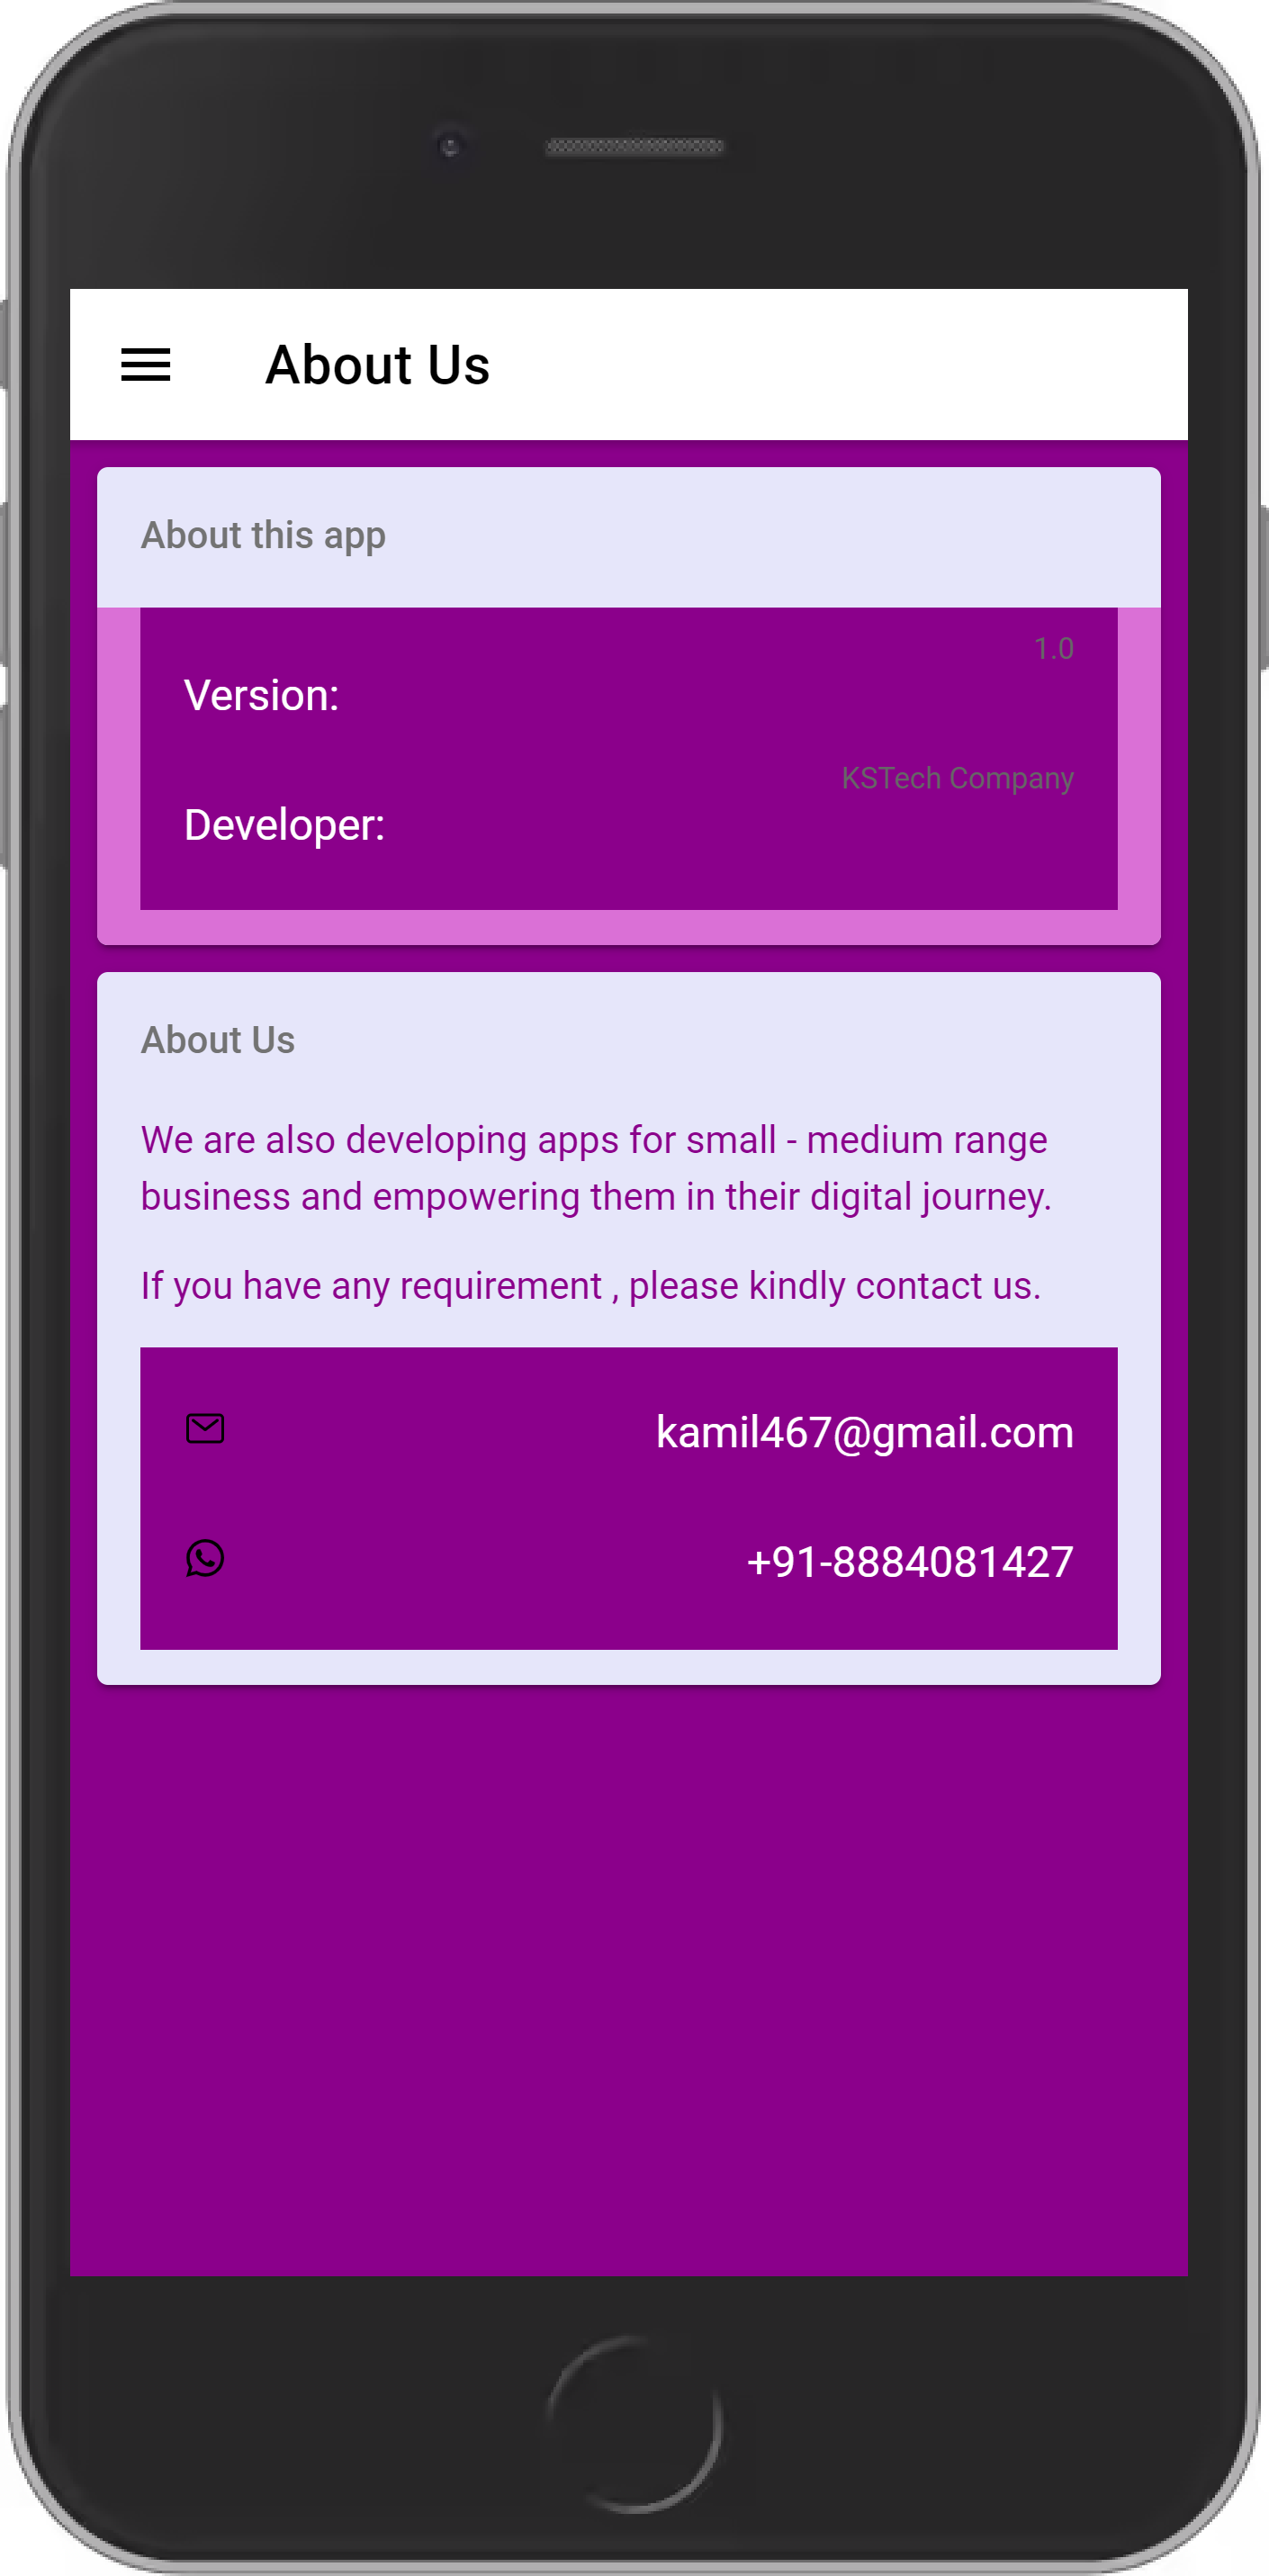 About Us
About this app
1.0
Version:
KSTech Company
Developer:
About Us
We are also developing apps for small - medium range
business and empowering them in their digital journey.
If you have any requirement , please kindly contact us.
kamil467@gmail.com
+91-8884081427